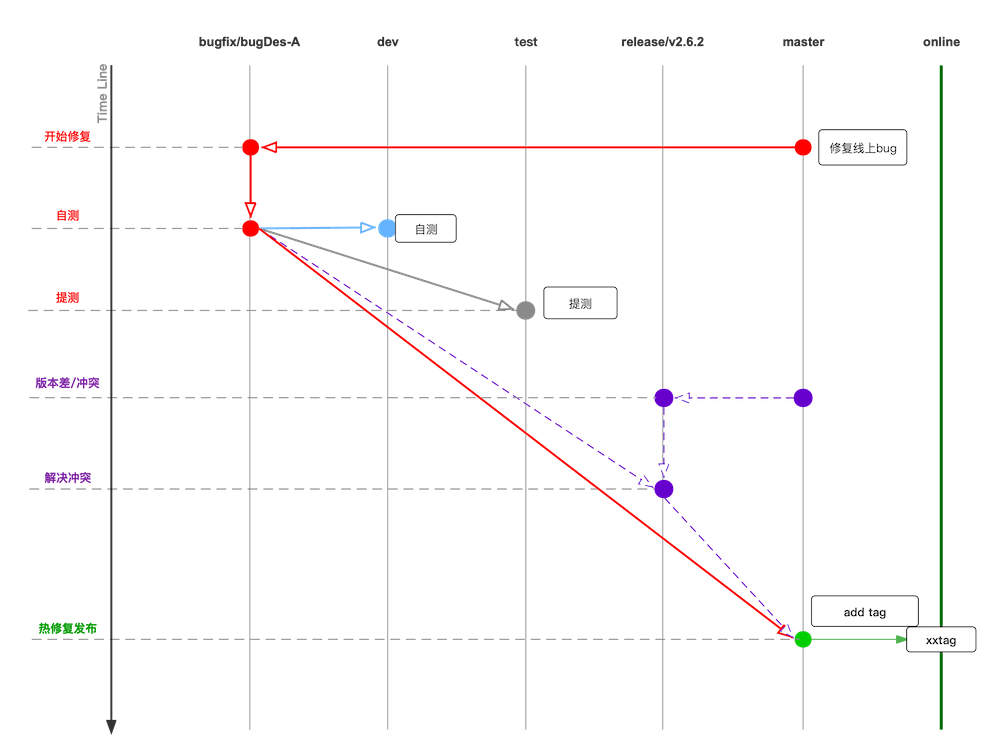 bugfix/bugDes-A
dev
test
release/v2.6.2
master
online
Time Line
开始修复
修复线上bug
自测
自测
提测
提测
版本差/冲突
解决冲突
热修复发布
add tag
xxtag